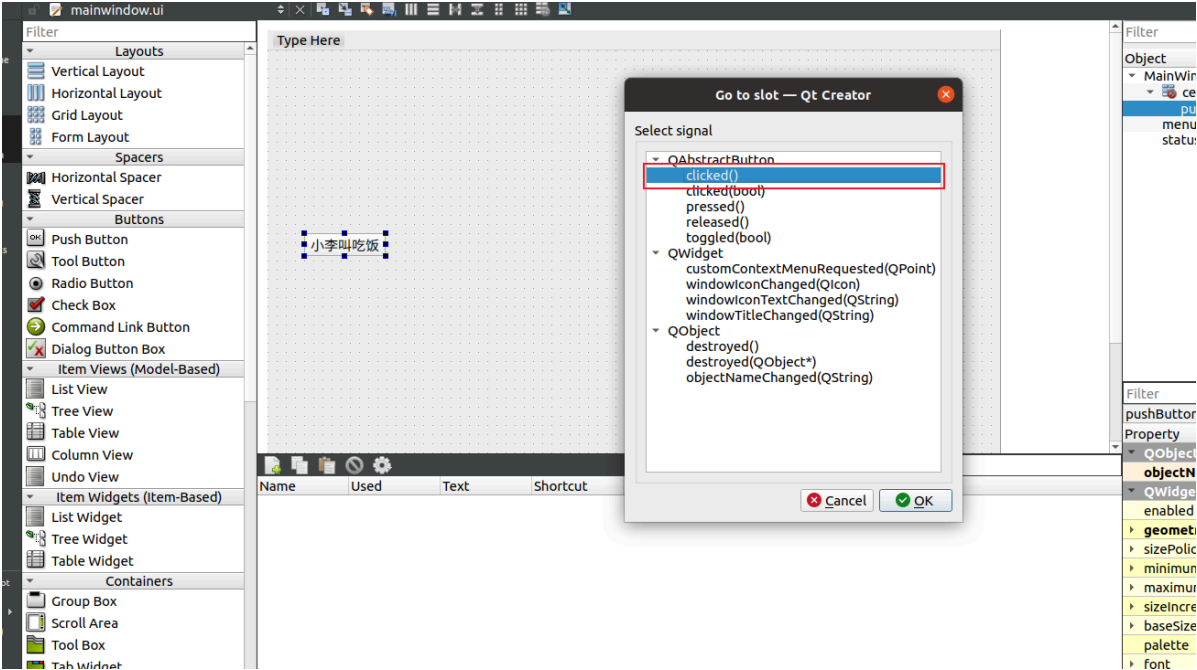 mainwindow.ui
Filter
Layouts
Vertical Layout
Horizontal Layout
Grid Layout
Form Layout
Spacers
Horizontal Spacer
Vertical Spacer
Buttons
Push Button
Tool Button
Radio Button
Check Box
Command Link Button
Dialog Button Box
Item Views (Model-Based)
List View
Tree View
Table View
Column View
Undo View
Item Widgets (Item-Based)
List Widget
Tree Widget
Table Widget
Containers
Group Box
Scroll Area
Tool Box
Tab Widget
Type Here
小李叫吃饭
Go to slot — Qt Creator
Select signal
QAbstractButton
clicked()
clicked(bool)
pressed()
released()
toggled(bool)
QWidget
customContextMenuRequested(QPoint)
windowIconChanged(QIcon)
windowIconTextChanged(QString)
windowTitleChanged(QString)
QObject
destroyed()
destroyed(QObject*)
objectNameChanged(QString)
Cancel OK
Name Used Text Shortcut
Filter
Object
MainWin
ce
pu
menu
status
Filter
pushButton
Property
QObject
objectN
QWidge
enabled
geometr
sizePolic
minimum
maximum
sizeIncre
baseSize
palette
font